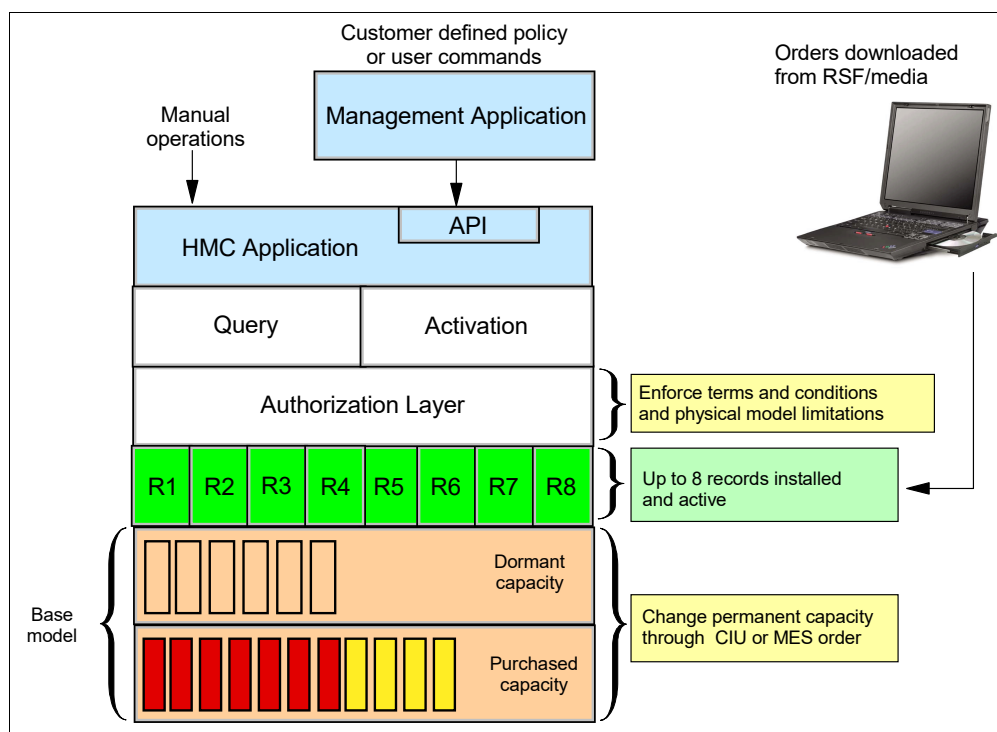 Customer defined policy
or user commands
Orders downloaded
from RSF/media
Management Application
Manual
operations
API
HMC Application
Query
Activation
Authorization Layer
Enforce terms and conditions
and physical model limitations
R1
R2
R3
R4
R5
R6
R7
R8
Up to 8 records installed
and active
Dormant
capacity
Base
model
Change permanent capacity
through CIU or MES order
Purchased
capacity